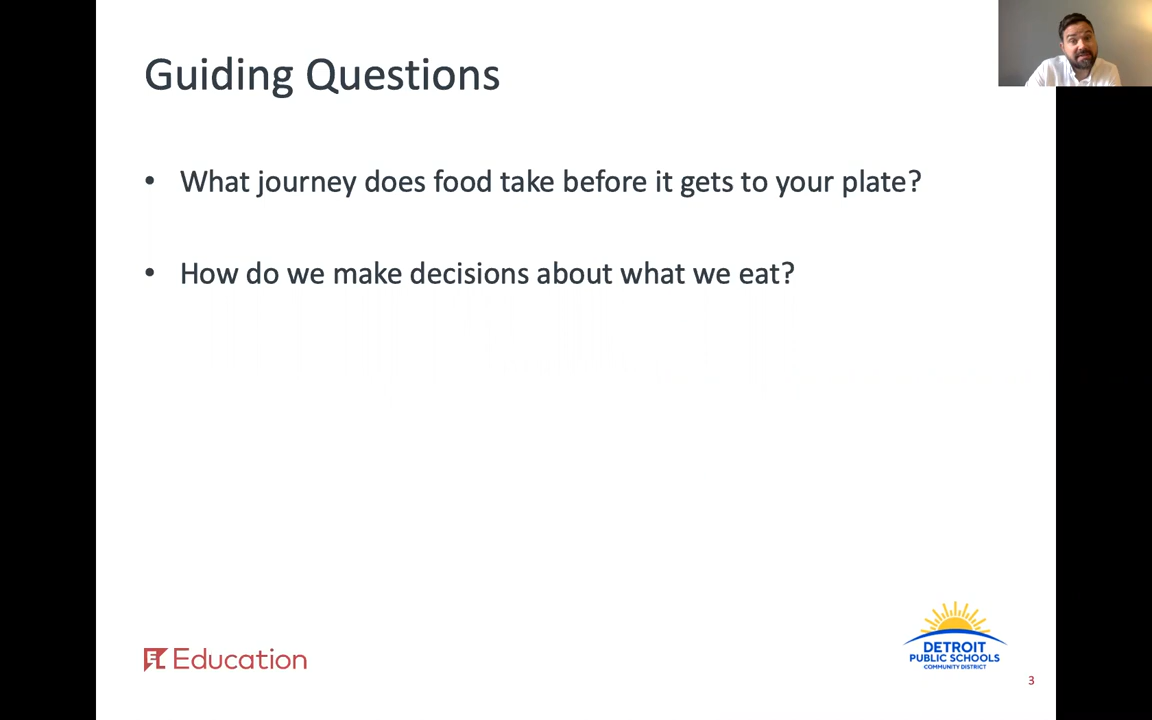 Guiding Questions
• What journey does food take before it gets to your plate?
• How do we make decisions about what we eat?
EL Education
DETROIT
PUBLIC SCHOOLS
COMMUNITY DISTRICT
3